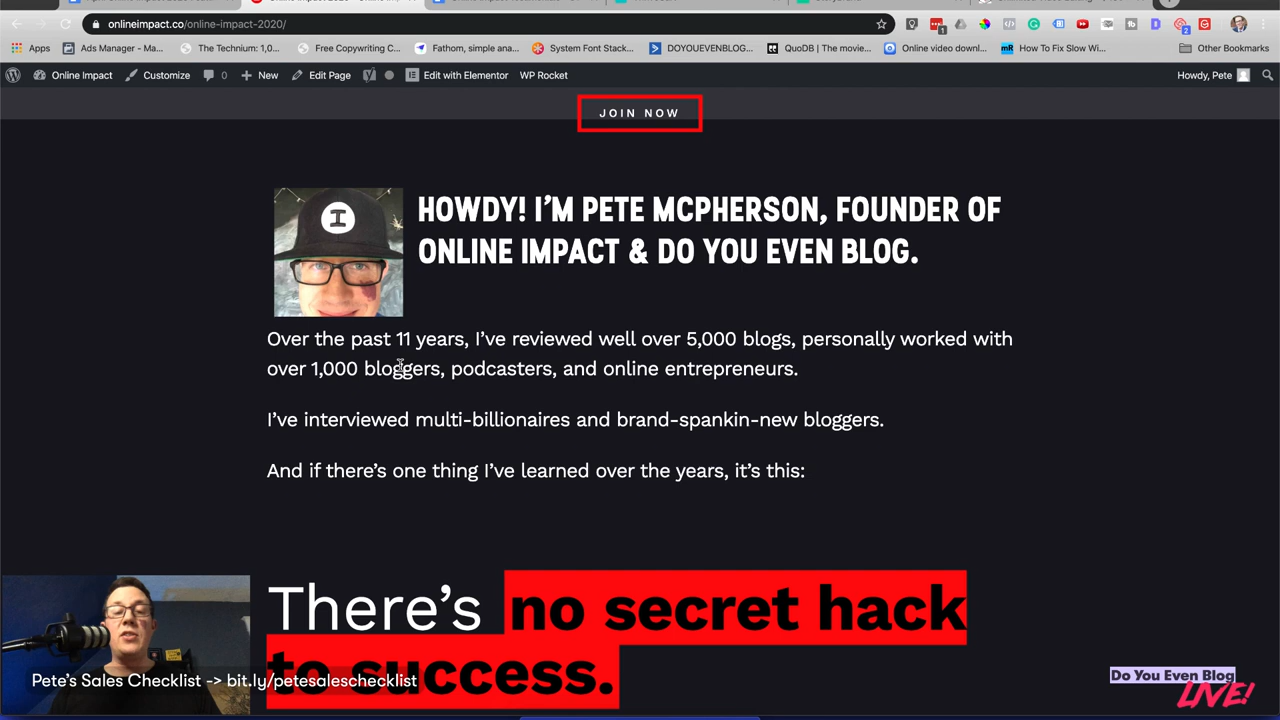 onlineimpact.co/online-impact-2020/
Apps Ads Manager - Ma... The Technium: 1,0... Free Copywriting C... Fathom, simple ana... System Font Stack... DOYOUEVENBLOG... QuoDB | The movie... Online video downl... How To Fix Slow Wi... Other Bookmarks
Online Impact Customize 0 New Edit Page Edit with Elementor WP Rocket Howdy, Pete
JOIN NOW
HOWDY! I'M PETE MCPHERSON, FOUNDER OF
ONLINE IMPACT & DO YOU EVEN BLOG.
Over the past 11 years, I've reviewed well over 5,000 blogs, personally worked with
over 1,000 bloggers, podcasters, and online entrepreneurs.
I've interviewed multi-billionaires and brand-spankin-new bloggers.
And if there's one thing I've learned over the years, it's this:
There's no secret hack
to success.
Pete's Sales Checklist -> bit.ly/petesaleschecklist
Do You Even Blog
LIVE!